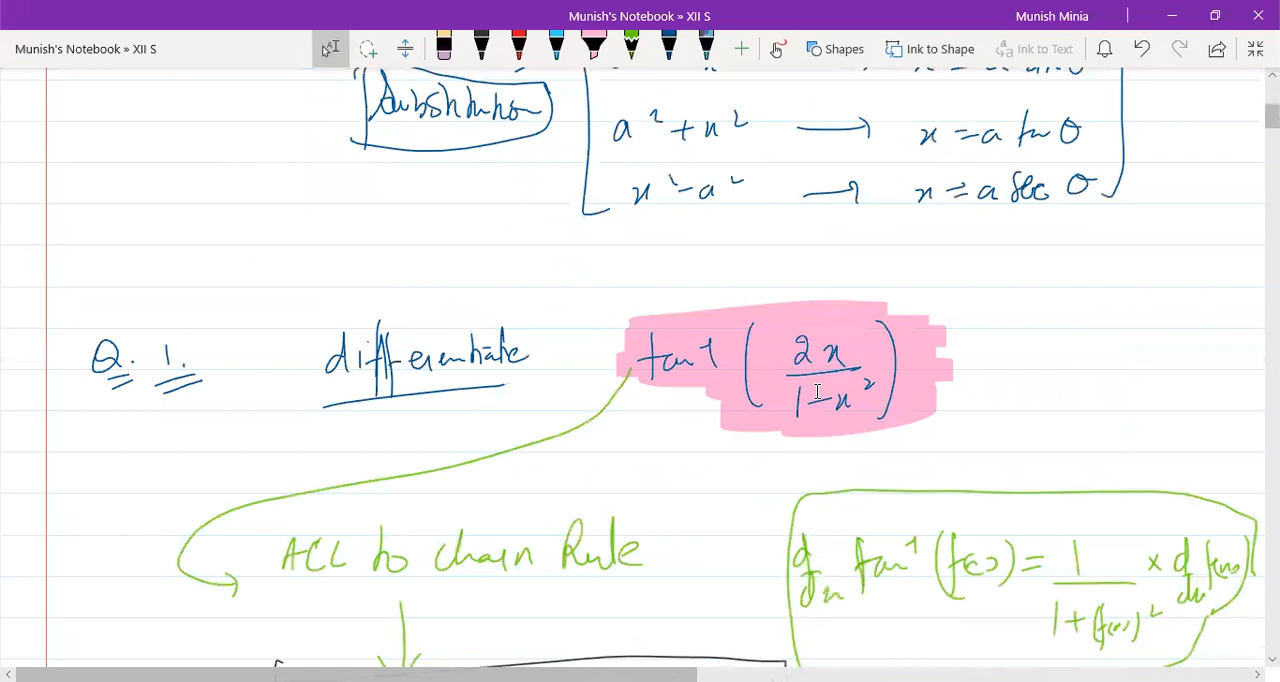 Munish's Notebook » XII S
Munish Minia
Munish's Notebook » XII S
Shapes
Ink to Shape
Ink to Text
Substitution
a² + x² → x = a tan θ
x² - a² → x = a sec θ
Q. 1. differentiate tan⁻¹ ( 2x / 1-x² )
ACC to chain Rule
d/dx tan⁻¹ (f(x)) = 1 / 1+(f(x))² × d/dx f(x)